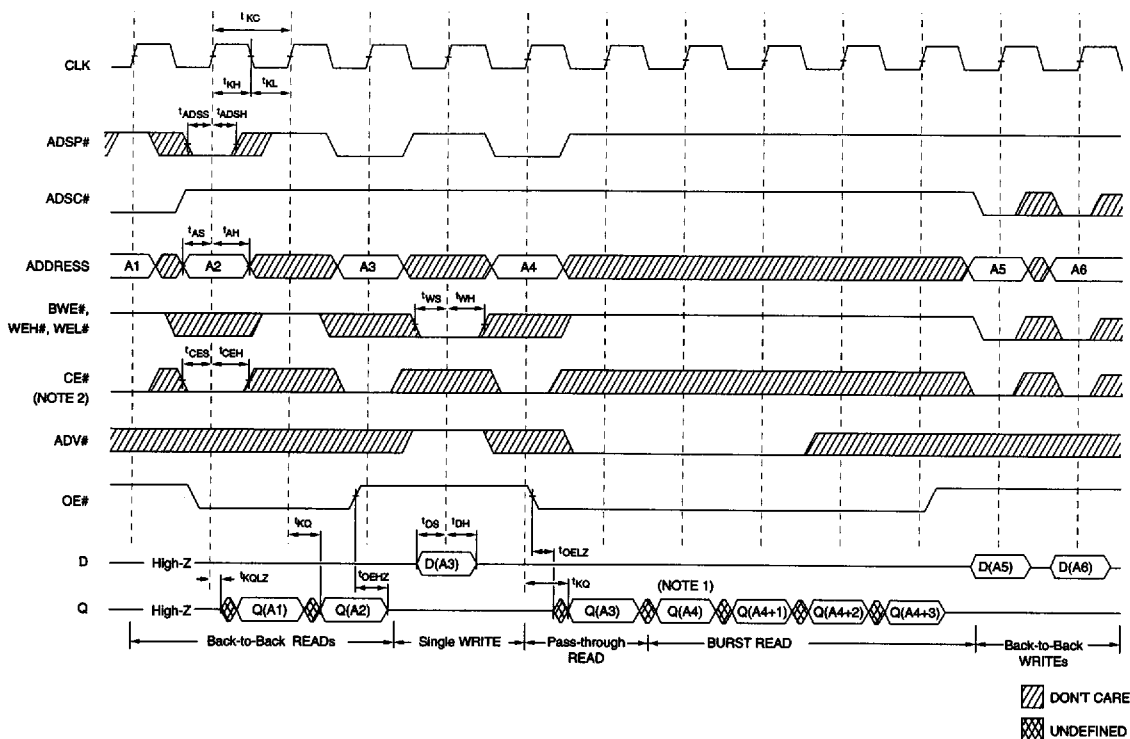 tKC
CLK
tKH tKL
tADSS tADSH
ADSP#
ADSC#
tAS tAH
ADDRESS A1 A2 A3 A4 A5 A6
BWE#,
WEH#, WEL#
tWS tWH
tCES tCEH
CE#
(NOTE 2)
ADV#
OE#
tKQ tDS tDH
D High-Z D(A3) D(A5) D(A6)
tKQLZ tOEHZ tOELZ tKQ (NOTE 1)
Q High-Z Q(A1) Q(A2) Q(A3) Q(A4) Q(A4+1) Q(A4+2) Q(A4+3)
Back-to-Back READs Single WRITE Pass-through READ BURST READ Back-to-Back WRITEs
DON'T CARE
UNDEFINED